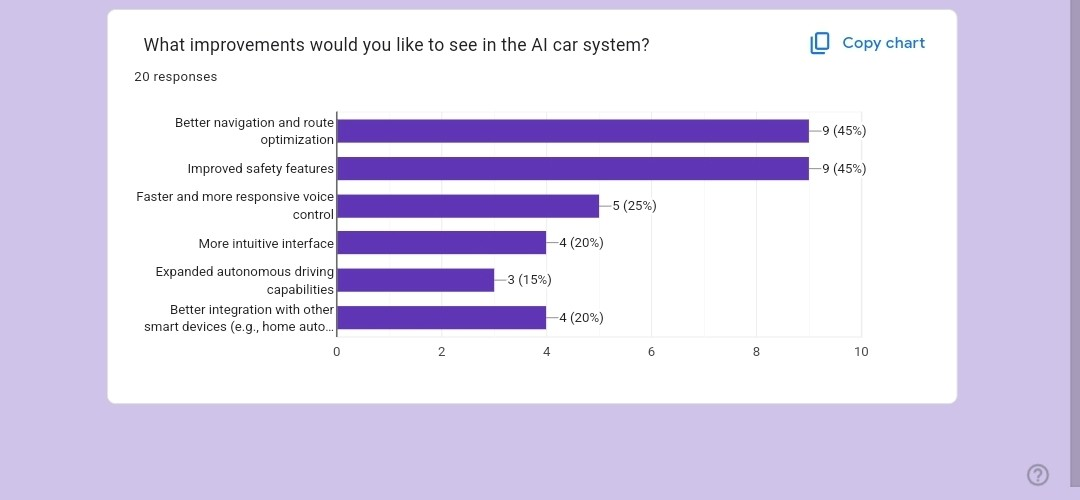 What improvements would you like to see in the AI car system?
Copy chart
20 responses
Better navigation and route
optimization
9 (45%)
Improved safety features
9 (45%)
Faster and more responsive voice
control
5 (25%)
More intuitive interface
4 (20%)
Expanded autonomous driving
capabilities
3 (15%)
Better integration with other
smart devices (e.g., home auto...
4 (20%)
0 2 4 6 8 10
?